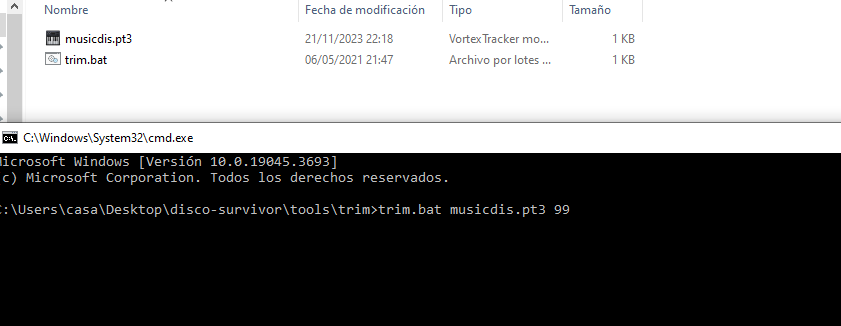 Nombre Fecha de modificación Tipo Tamaño
musicdis.pt3 21/11/2023 22:18 VortexTracker mo... 1 KB
trim.bat 06/05/2021 21:47 Archivo por lotes ... 1 KB
C:\Windows\System32\cmd.exe
Microsoft Windows [Versión 10.0.19045.3693]
(c) Microsoft Corporation. Todos los derechos reservados.
C:\Users\casa\Desktop\disco-survivor\tools\trim>trim.bat musicdis.pt3 99